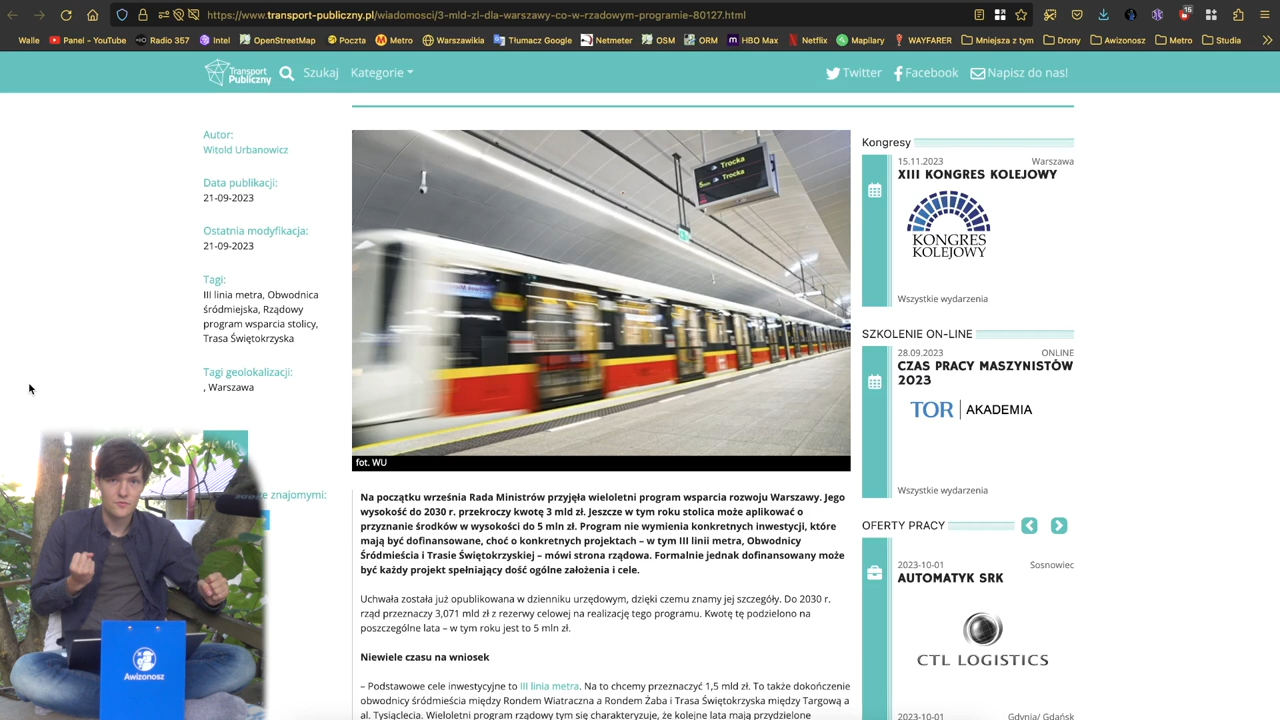 https://www.transport-publiczny.pl/wiadomosci/3-mld-zl-dla-warszawy-co-w-rzadowym-programie-80127.html
15
Walle Panel - YouTube Radio 357 Intel OpenStreetMap Poczta Metro Warszawikia Tłumacz Google Netmeter OSM ORM HBO Max Netflix Mapilary WAYFARER Mniejsza z tym Drony Awizonosz Metro Studia
Transport Publiczny Szukaj Kategorie Twitter Facebook Napisz do nas!
Autor:
Witold Urbanowicz
Data publikacji:
21-09-2023
Ostatnia modyfikacja:
21-09-2023
Tagi:
III linia metra, Obwodnica
śródmiejska, Rządowy
program wsparcia stolicy,
Trasa Świętokrzyska
Tagi geolokalizacji:
, Warszawa
znajomymi:
Awizonosz
Trocka
5min Trocka
fot. WU
Na początku września Rada Ministrów przyjęła wieloletni program wsparcia rozwoju Warszawy. Jego
wysokość do 2030 r. przekroczy kwotę 3 mld zł. Jeszcze w tym roku stolica może aplikować o
przyznanie środków w wysokości do 5 mln zł. Program nie wymienia konkretnych inwestycji, które
mają być dofinansowane, choć o konkretnych projektach – w tym III linii metra, Obwodnicy
Śródmieścia i Trasie Świętokrzyskiej – mówi strona rządowa. Formalnie jednak dofinansowany może
być każdy projekt spełniający dość ogólne założenia i cele.
Uchwała została już opublikowana w dzienniku urzędowym, dzięki czemu znamy jej szczegóły. Do 2030 r.
rząd przeznaczy 3,071 mld zł z rezerwy celowej na realizację tego programu. Kwotę tę podzielono na
poszczególne lata – w tym roku jest to 5 mln zł.
Niewiele czasu na wniosek
– Podstawowe cele inwestycyjne to III linia metra. Na to chcemy przeznaczyć 1,5 mld zł. To także dokończenie
obwodnicy śródmieścia między Rondem Wiatraczna a Rondem Żaba i Trasa Świętokrzyska między Targową a
al. Tysiąclecia. Wieloletni program rządowy tym się charakteryzuje, że kolejne lata mają przydzielone
Kongresy
15.11.2023 Warszawa
XIII KONGRES KOLEJOWY
KONGRES
KOLEJOWY
Wszystkie wydarzenia
SZKOLENIE ON-LINE
28.09.2023 ONLINE
CZAS PRACY MASZYNISTÓW
2023
TOR AKADEMIA
Wszystkie wydarzenia
OFERTY PRACY
2023-10-01 Sosnowiec
AUTOMATYK SRK
CTL LOGISTICS
2023-10-01 Gdynia/ Gdańsk